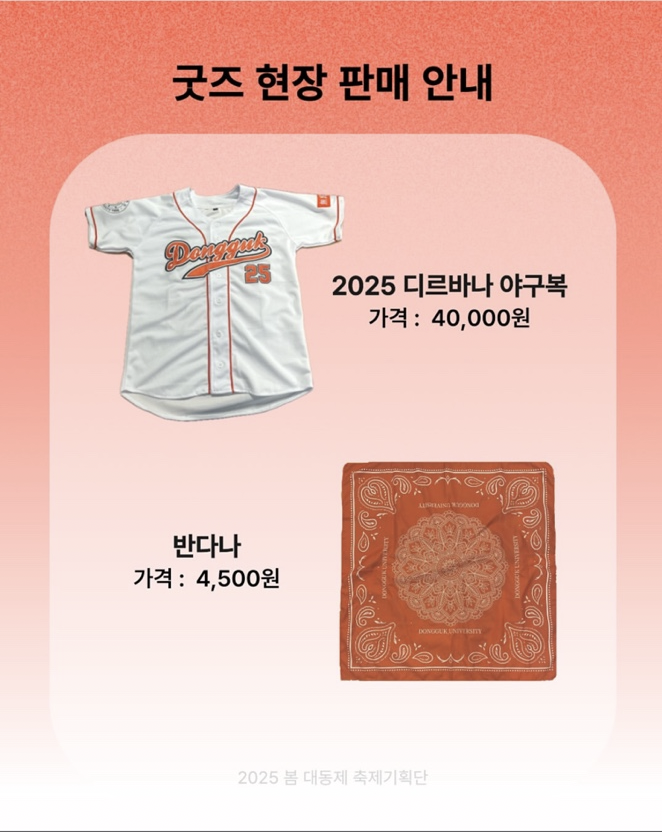 굿즈 현장 판매 안내
Dongguk
25
2025 디르바나 야구복
가격 : 40,000원
반다나
가격 : 4,500원
DONGGUK UNIVERSITY
DONGGUK UNIVERSITY
DONGGUK UNIVERSITY
DONGGUK UNIVERSITY
2025 봄 대동제 축제기획단